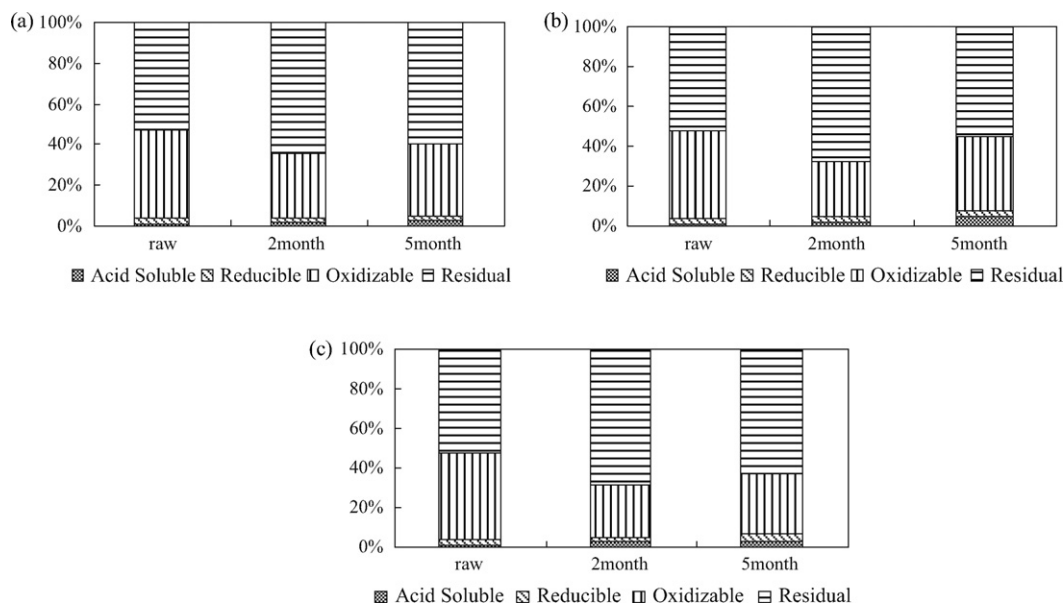 (a)
100%
80%
60%
40%
20%
0%
raw 2month 5month
Acid Soluble Reducible Oxidizable Residual
(b)
100%
80%
60%
40%
20%
0%
raw 2month 5month
Acid Soluble Reducible Oxidizable Residual
(c)
100%
80%
60%
40%
20%
0%
raw 2month 5month
Acid Soluble Reducible Oxidizable Residual